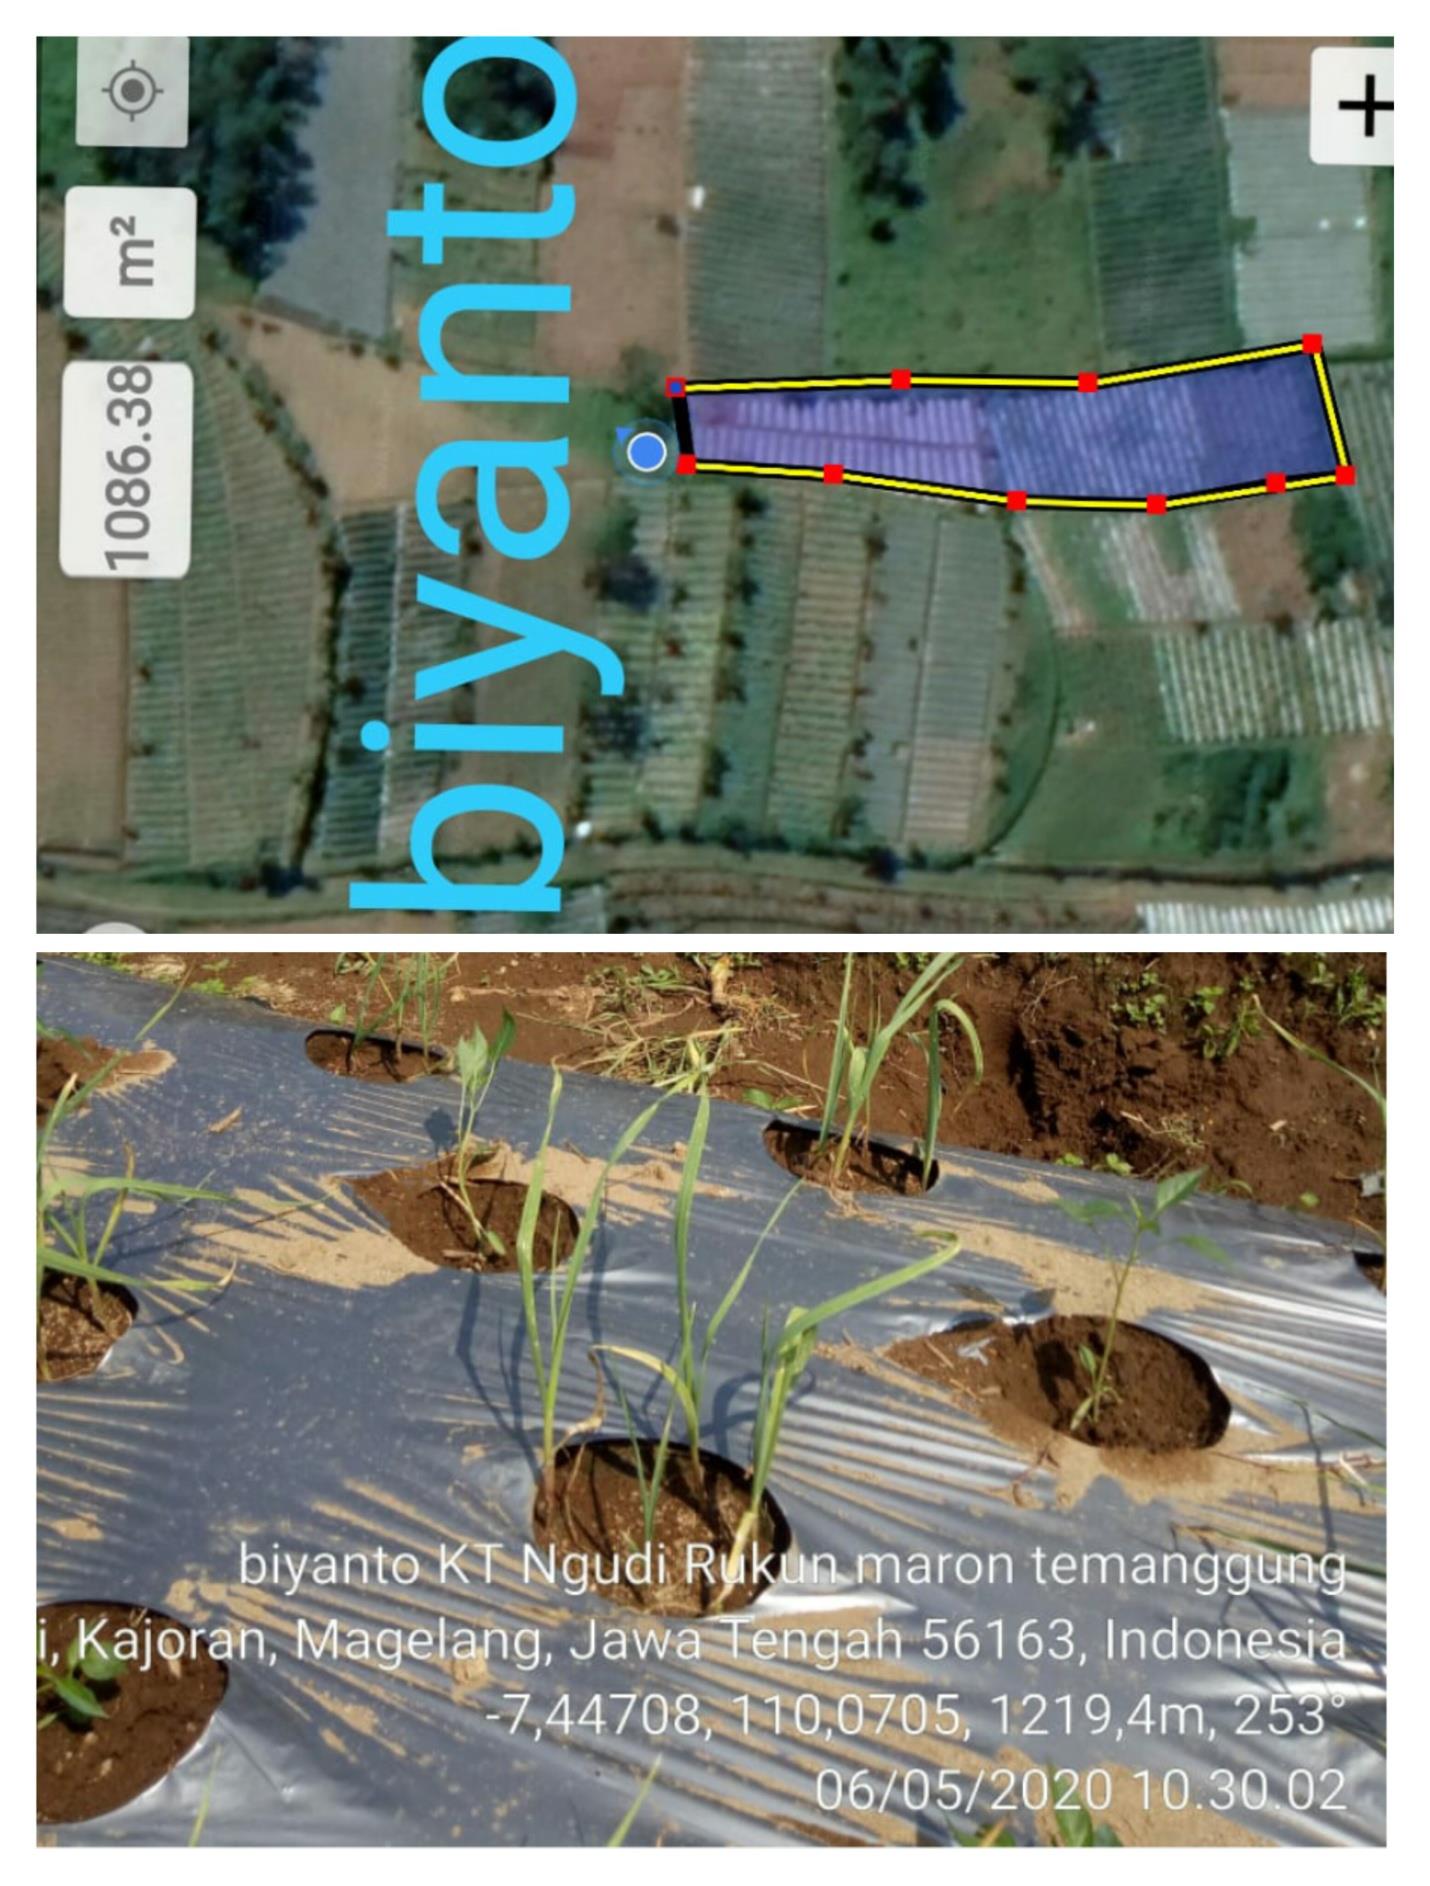 m²
1086.38
biyanto
+
biyanto KT Ngudi Rukun maron temanggung
i, Kajoran, Magelang, Jawa Tengah 56163, Indonesia
-7,44708, 110,0705, 1219,4m, 253°
06/05/2020 10.30.02